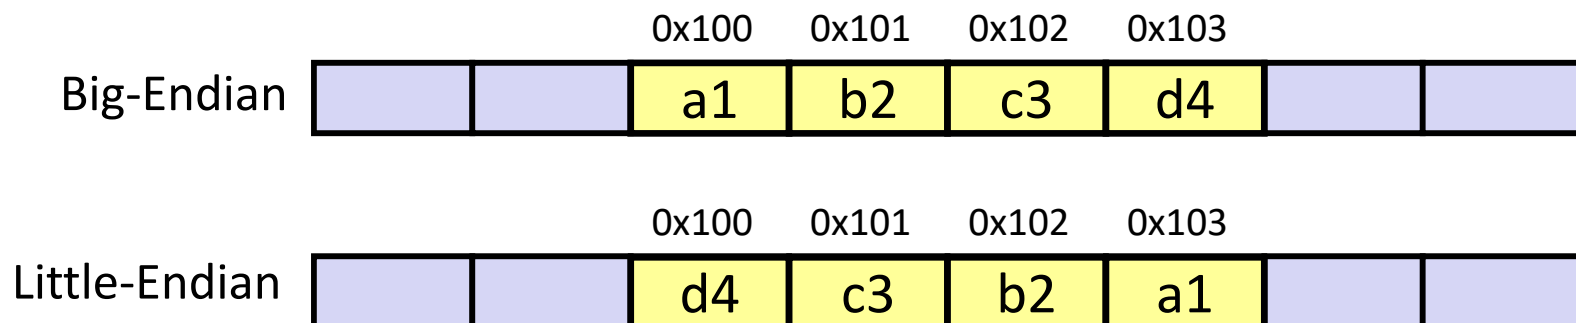 0x100 0x101 0x102 0x103
Big-Endian a1 b2 c3 d4
0x100 0x101 0x102 0x103
Little-Endian d4 c3 b2 a1